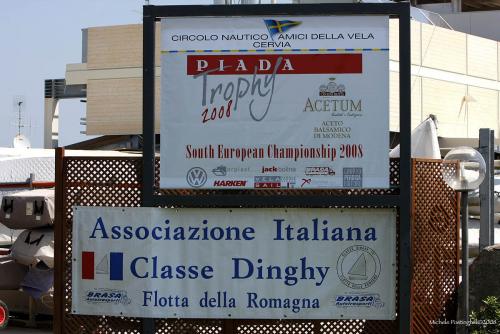 CIRCOLO NAUTICO AMICI DELLA VELA
CERVIA
PIADA
Trophy
2008
ACETUM
ACETO
BALSAMICO
DI MODENA
South European Championship 2008
HARKEN
Associazione Italiana
Classe Dinghy
Flotta della Romagna
BRASA
BRASA